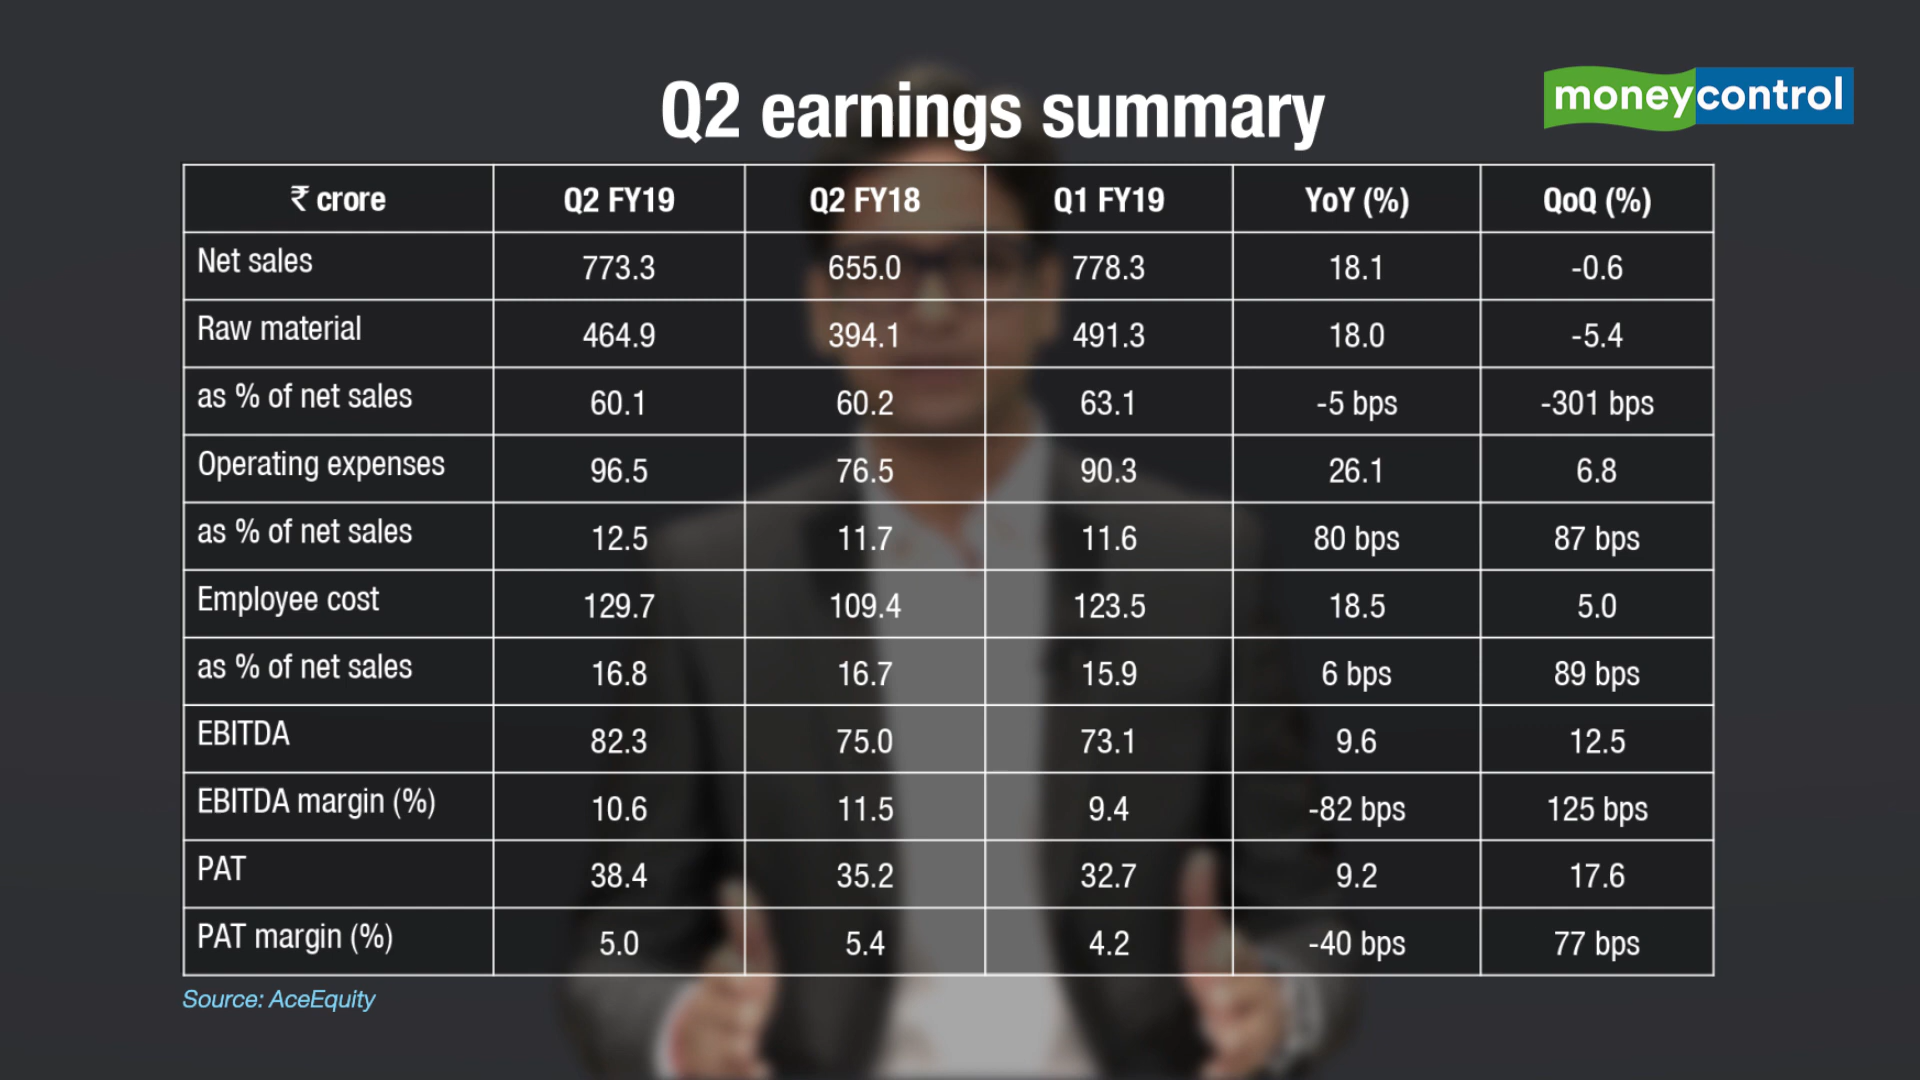 moneycontrol
Q2 earnings summary
₹ crore Q2 FY19 Q2 FY18 Q1 FY19 YoY (%) QoQ (%)
Net sales 773.3 655.0 778.3 18.1 -0.6
Raw material 464.9 394.1 491.3 18.0 -5.4
as % of net sales 60.1 60.2 63.1 -5 bps -301 bps
Operating expenses 96.5 76.5 90.3 26.1 6.8
as % of net sales 12.5 11.7 11.6 80 bps 87 bps
Employee cost 129.7 109.4 123.5 18.5 5.0
as % of net sales 16.8 16.7 15.9 6 bps 89 bps
EBITDA 82.3 75.0 73.1 9.6 12.5
EBITDA margin (%) 10.6 11.5 9.4 -82 bps 125 bps
PAT 38.4 35.2 32.7 9.2 17.6
PAT margin (%) 5.0 5.4 4.2 -40 bps 77 bps
Source: AceEquity